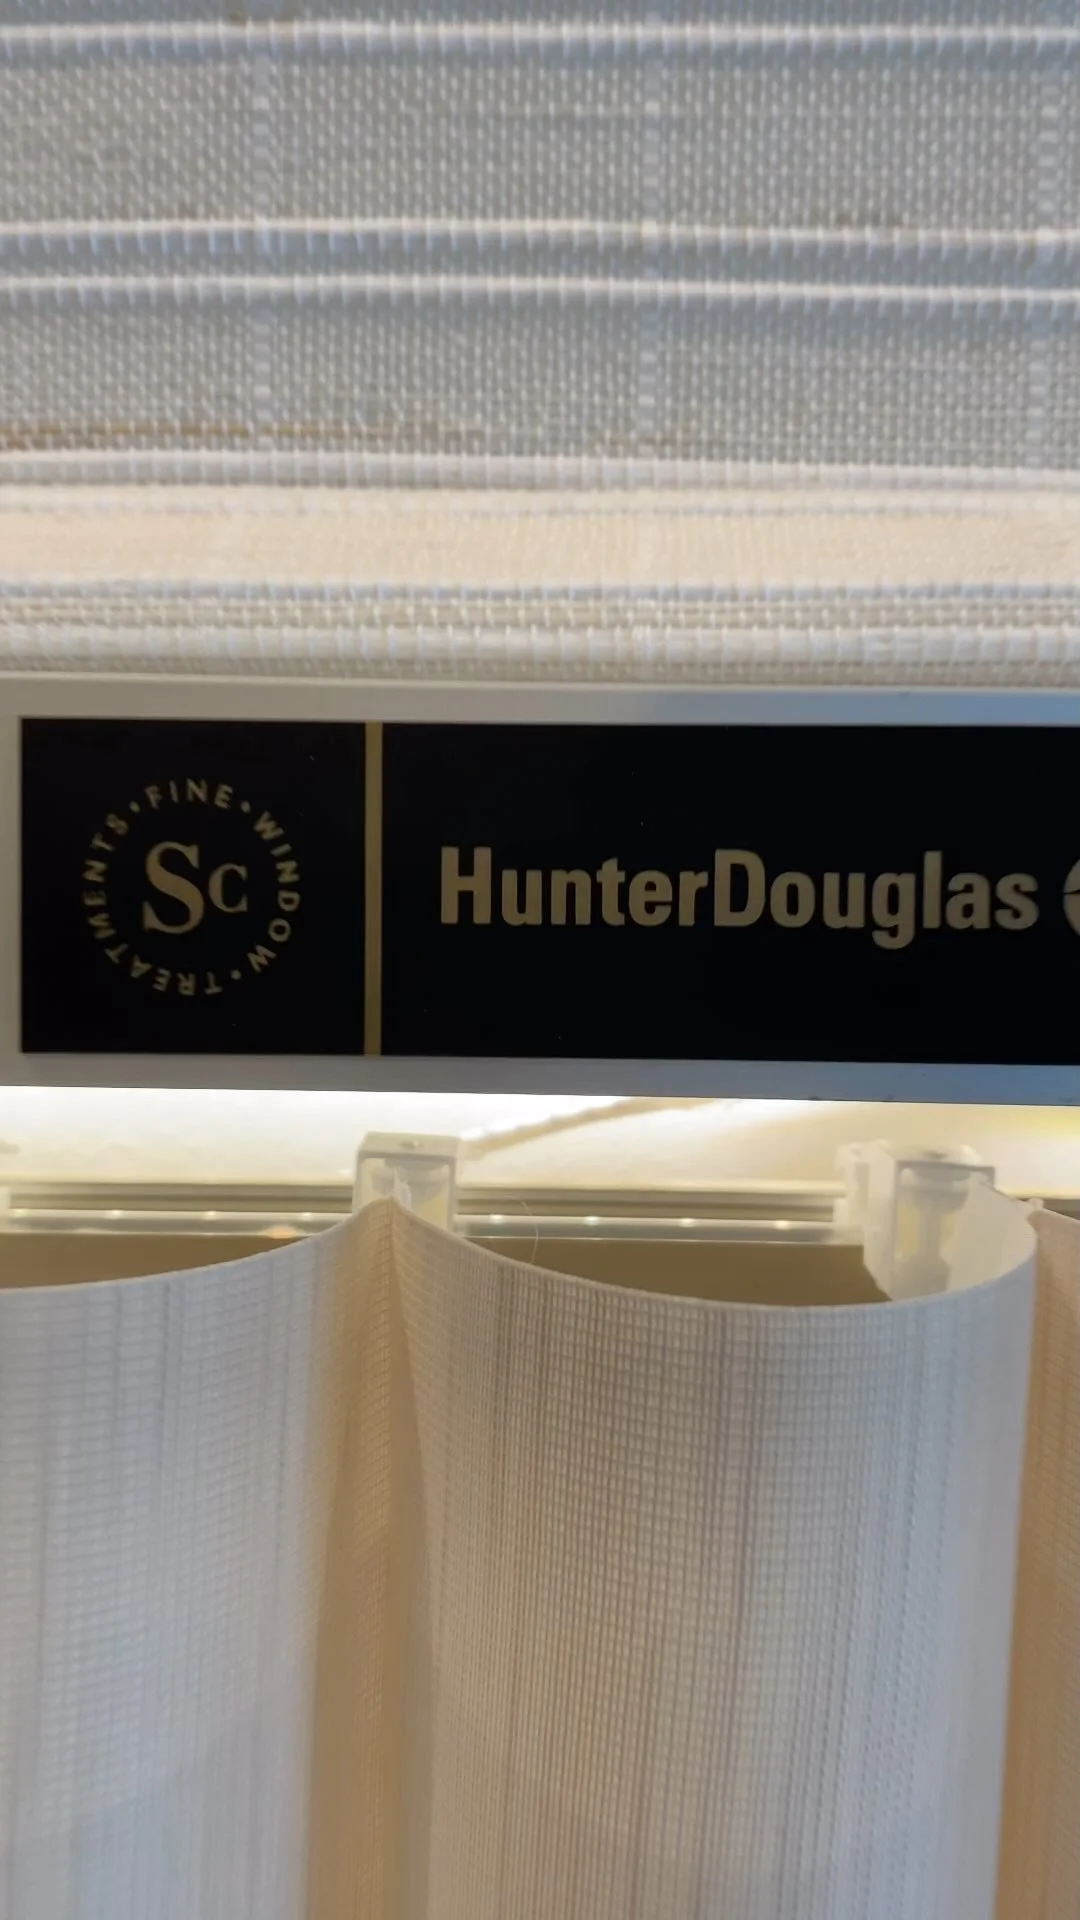 • FINE • WINDOW • TREATMENTS
Sc
HunterDouglas